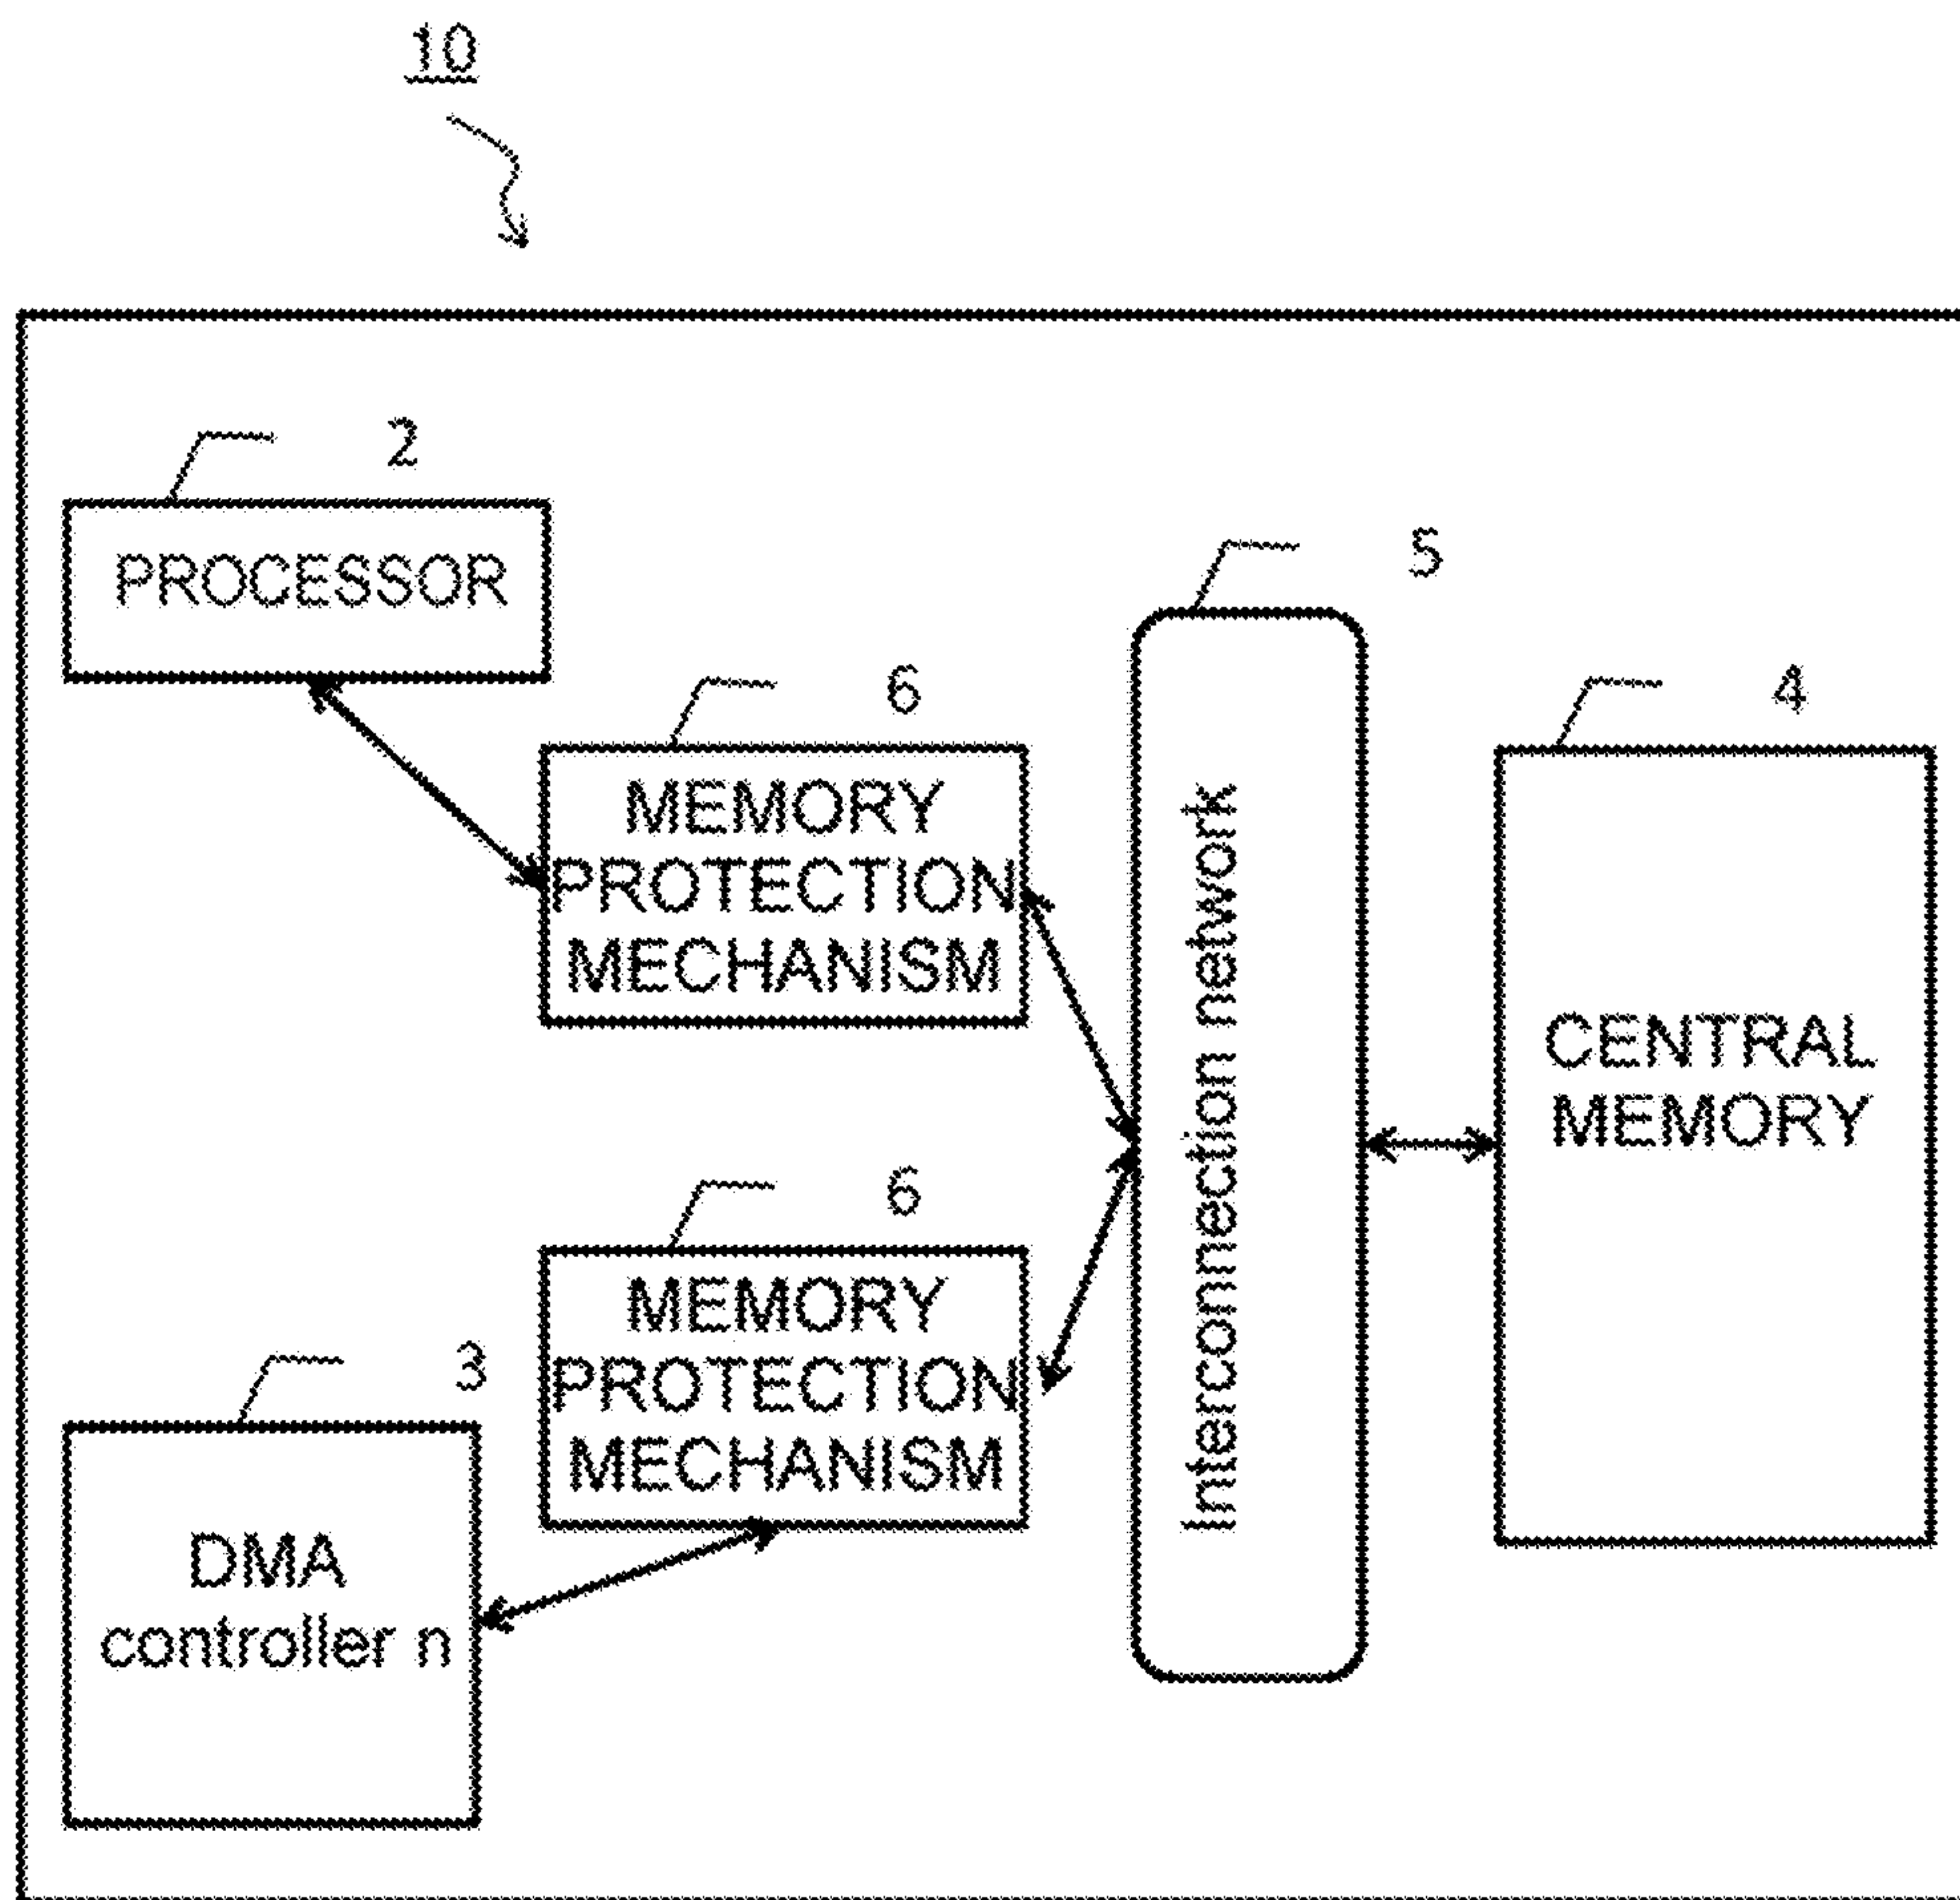 10
2
PROCESSOR
5
6
4
MEMORY
PROTECTION
MECHANISM
Interconnection network
CENTRAL
MEMORY
6
MEMORY
PROTECTION
MECHANISM
3
DMA
controller n